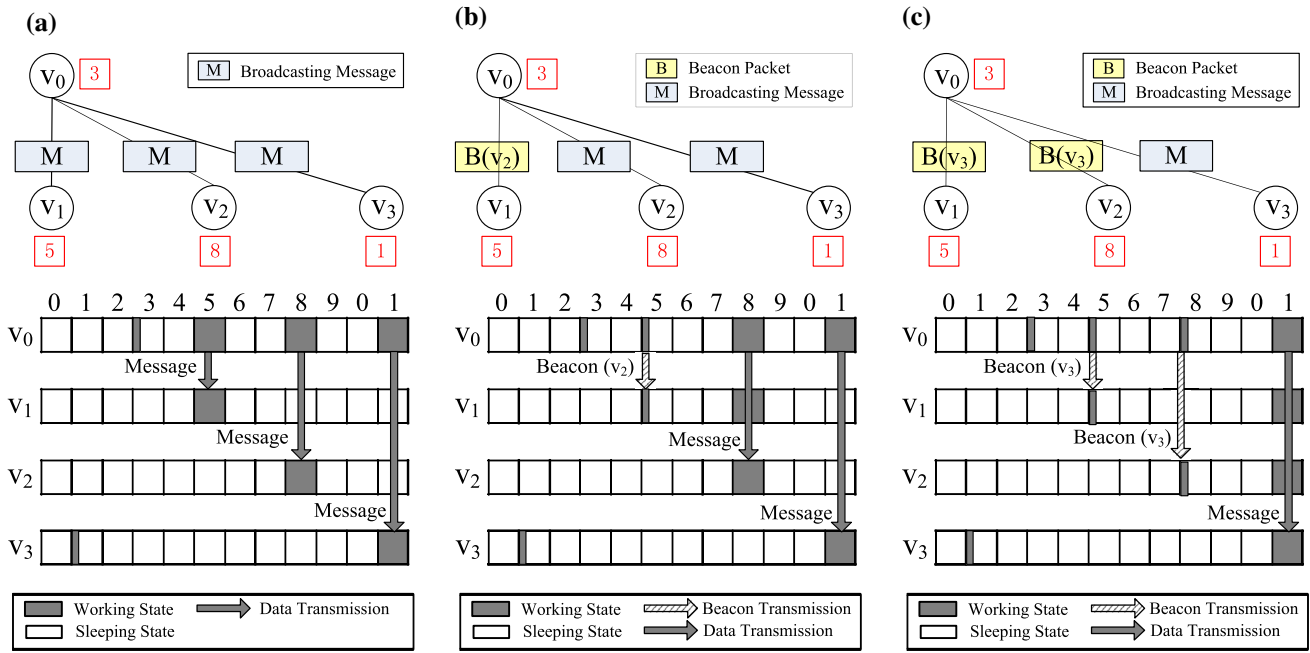 (a)
v0 3
M Broadcasting Message
M M M
v1 v2 v3
5 8 1
0 1 2 3 4 5 6 7 8 9 0 1
v0
Message
v1
Message
v2
Message
v3
Working State Data Transmission
Sleeping State
(b)
v0 3
B Beacon Packet
M Broadcasting Message
B(v2) M M
v1 v2 v3
5 8 1
0 1 2 3 4 5 6 7 8 9 0 1
v0
Beacon (v2)
v1
Message
v2
Message
v3
Working State Beacon Transmission
Sleeping State Data Transmission
(c)
v0 3
B Beacon Packet
M Broadcasting Message
B(v3) B(v3) M
v1 v2 v3
5 8 1
0 1 2 3 4 5 6 7 8 9 0 1
v0
Beacon (v3)
v1
Beacon (v3)
v2
Message
v3
Working State Beacon Transmission
Sleeping State Data Transmission